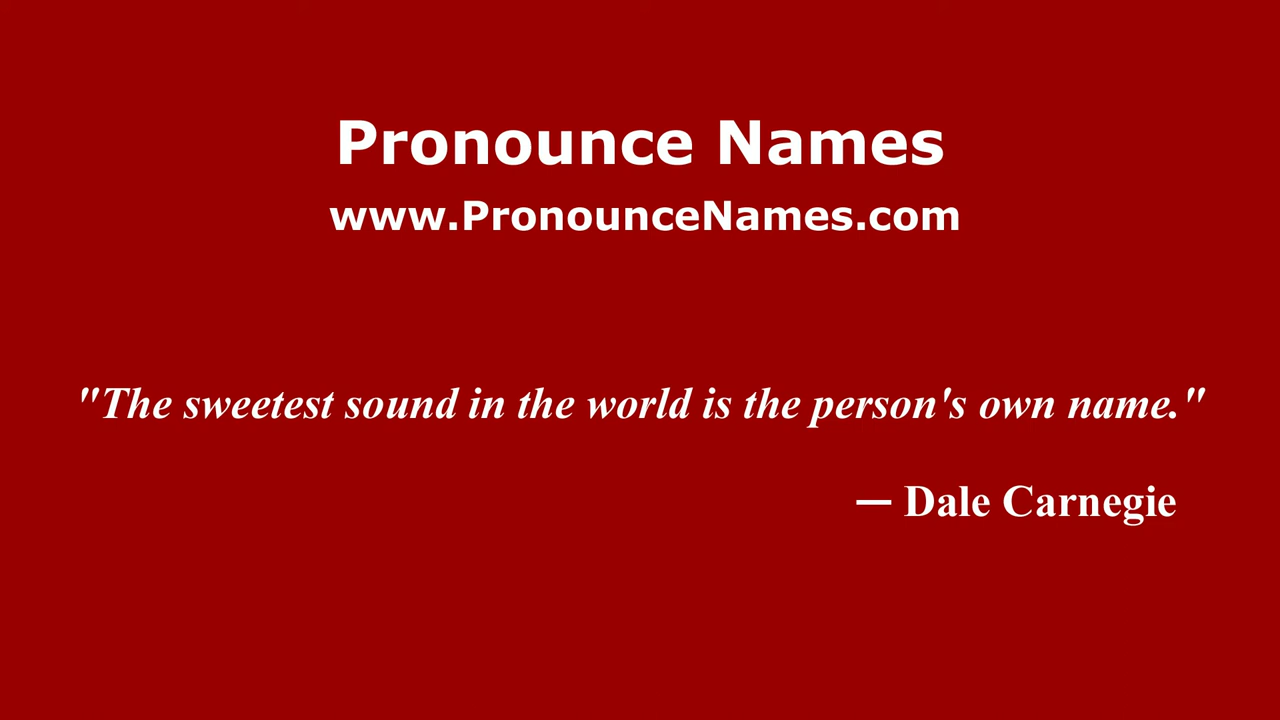 Pronounce Names
www.PronounceNames.com
"The sweetest sound in the world is the person's own name."
— Dale Carnegie